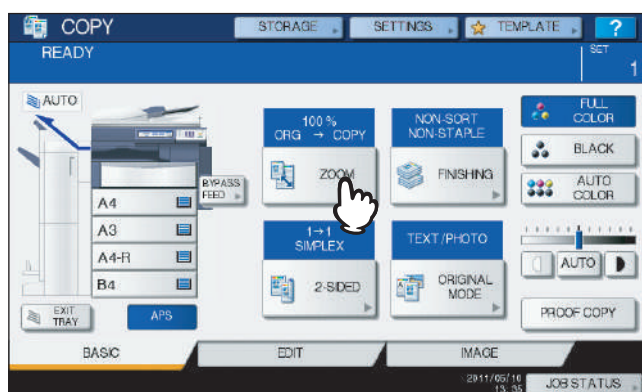 COPY
STORAGE
SETTINGS
TEMPLATE
?
READY
SET
1
AUTO
100 %
ORG → COPY
ZOOM
NON-SORT
NON-STAPLE
FINISHING
FULL
COLOR
BLACK
AUTO
COLOR
BYPASS
FEED
A4
A3
A4-R
B4
1→1
SIMPLEX
2-SIDED
TEXT/PHOTO
ORIGINAL
MODE
AUTO
EXIT
TRAY
APS
PROOF COPY
BASIC
EDIT
IMAGE
2011/05/10
13:35
JOB STATUS